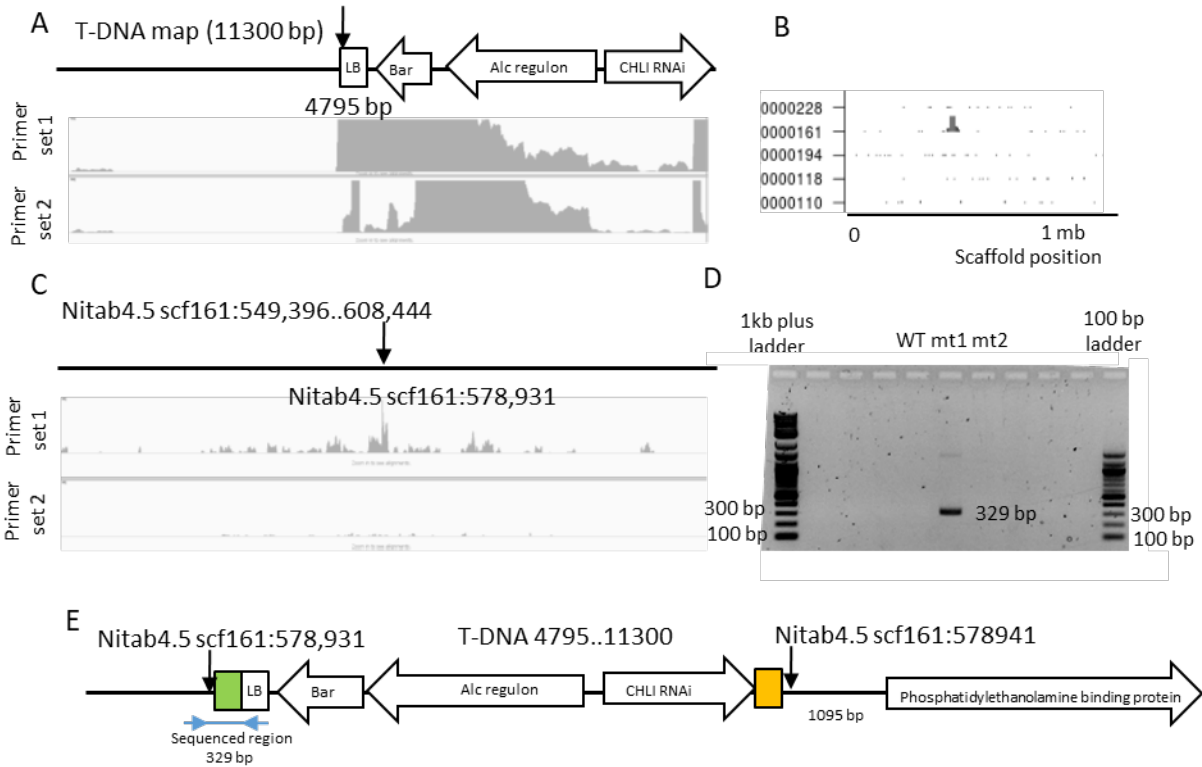 A
T-DNA map (11300 bp)
LB
Bar
Alc regulon
CHLI RNAi
4795 bp
Primer
set 1
Primer
set 2
B
0000228
0000161
0000194
0000118
0000110
0
1 mb
Scaffold position
C
Nitab4.5 scf161:549,396..608,444
Nitab4.5 scf161:578,931
Primer
set 1
Primer
set 2
D
1kb plus
ladder
WT mt1 mt2
100 bp
ladder
300 bp
100 bp
329 bp
300 bp
100 bp
E
Nitab4.5 scf161:578,931
T-DNA 4795..11300
Nitab4.5 scf161:578941
LB
Bar
Alc regulon
CHLI RNAi
1095 bp
Phosphatidylethanolamine binding protein
Sequenced region
329 bp